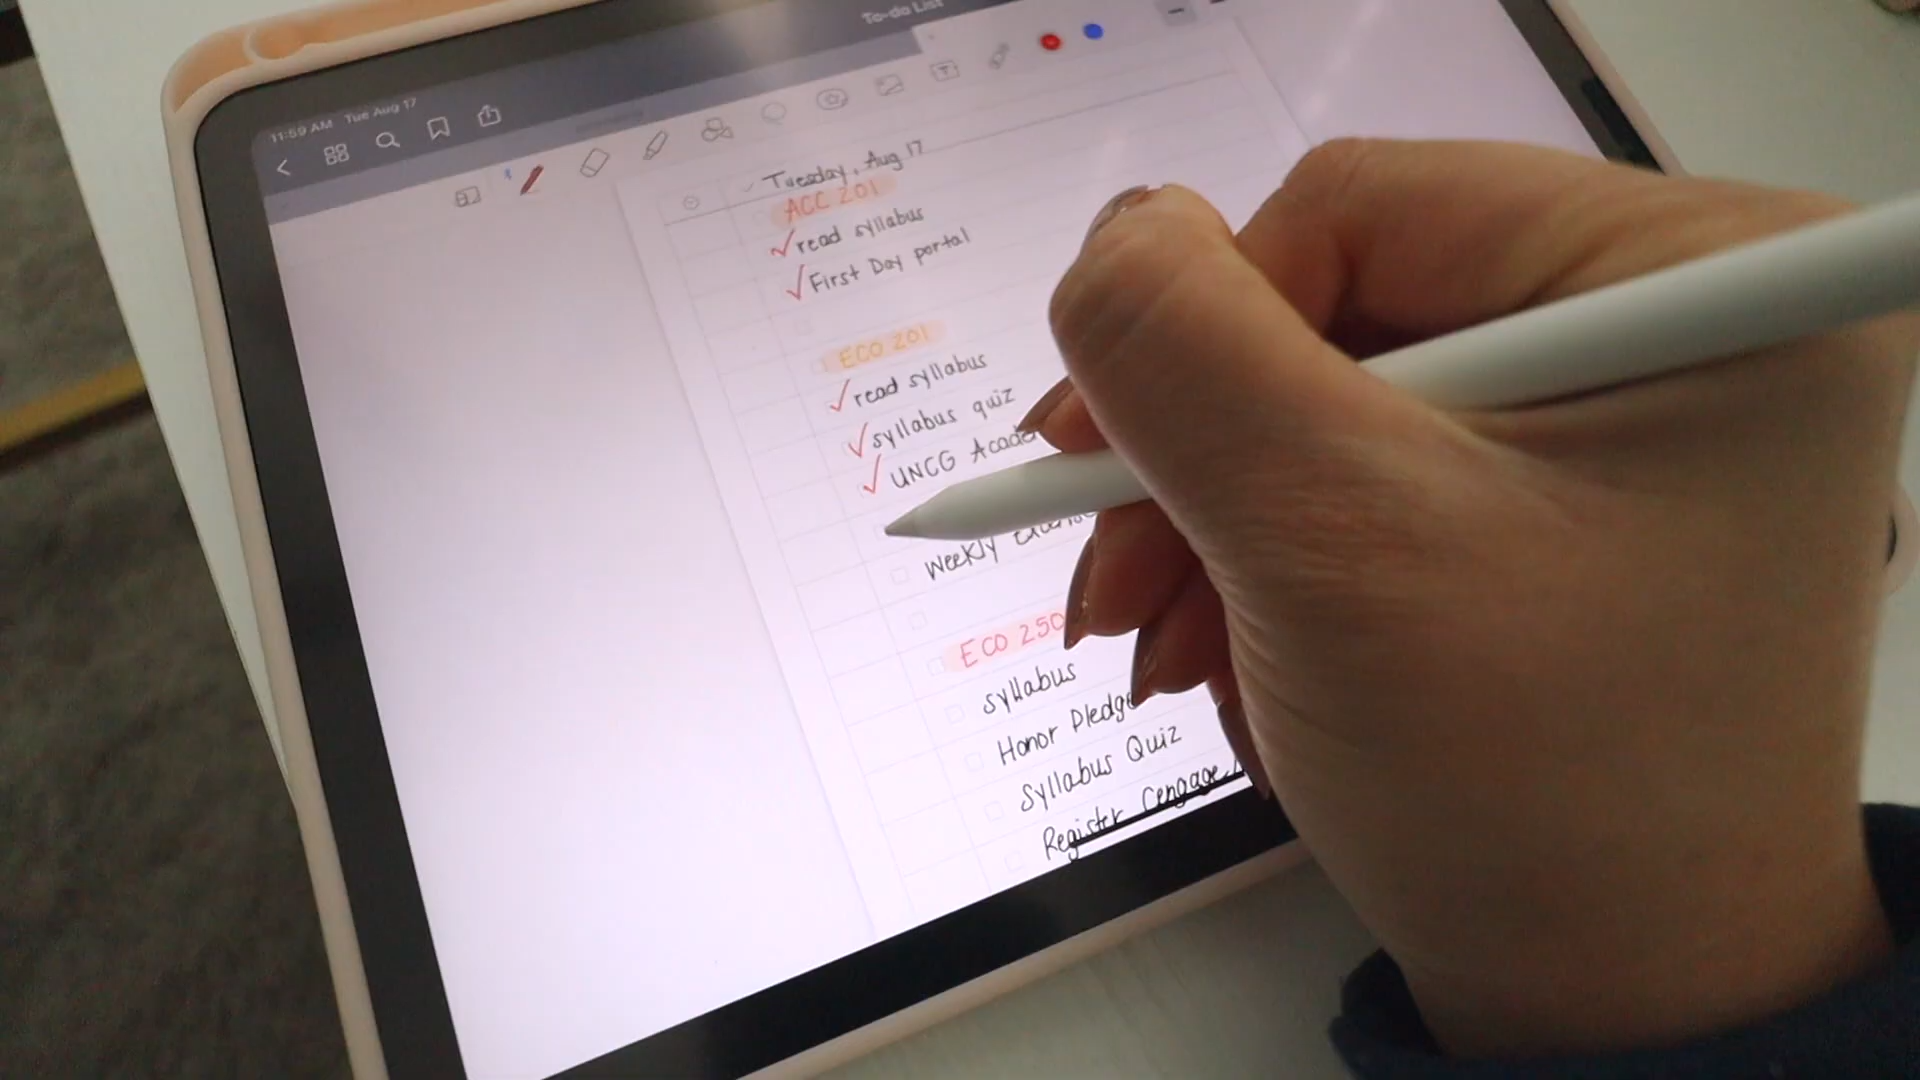 To-do List
11:59 AM Tue Aug 17
Tuesday, Aug 17
ACC 201
read syllabus
First Day portal
ECO 201
read syllabus
syllabus quiz
UNCG
Weekly
ECO 250
syllabus
Honor Pledge
Syllabus Quiz
Register Cengage